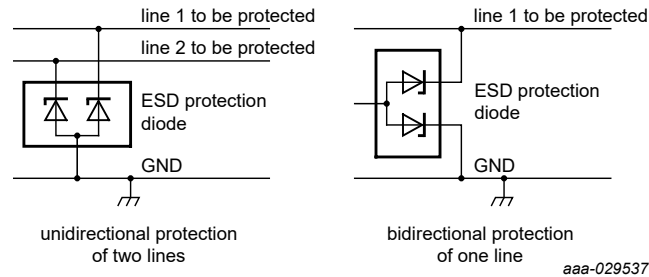 line 1 to be protected
line 2 to be protected
ESD protection
diode
GND
unidirectional protection
of two lines
line 1 to be protected
ESD protection
diode
GND
bidirectional protection
of one line
aaa-029537